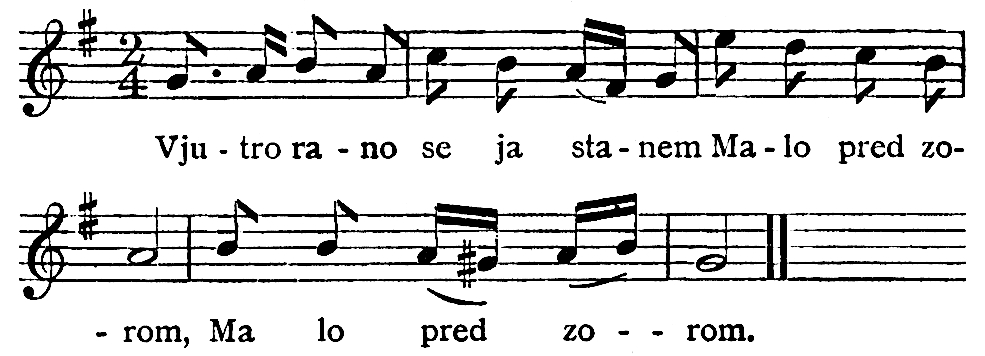 2
4
Vju - tro ra - no se ja sta - nem Ma - lo pred zo-
- rom, Ma lo pred zo - - rom.